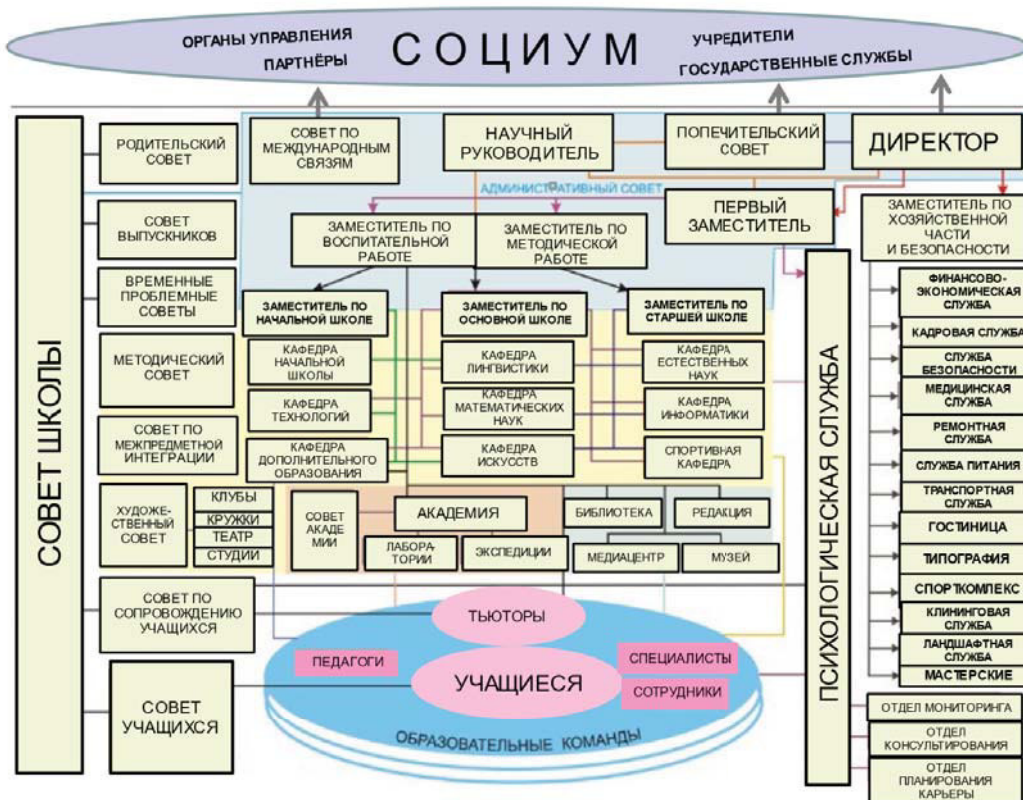 ОРГАНЫ УПРАВЛЕНИЯ
ПАРТНЁРЫ
СОЦИУМ
УЧРЕДИТЕЛИ
ГОСУДАРСТВЕННЫЕ СЛУЖБЫ
СОВЕТ ШКОЛЫ
РОДИТЕЛЬСКИЙ
СОВЕТ
СОВЕТ ПО
МЕЖДУНАРОДНЫМ
СВЯЗЯМ
НАУЧНЫЙ
РУКОВОДИТЕЛЬ
ПОПЕЧИТЕЛЬСКИЙ
СОВЕТ
ДИРЕКТОР
АДМИНИСТРАТИВНЫЙ СОВЕТ
СОВЕТ
ВЫПУСКНИКОВ
ЗАМЕСТИТЕЛЬ ПО
ВОСПИТАТЕЛЬНОЙ
РАБОТЕ
ЗАМЕСТИТЕЛЬ ПО
МЕТОДИЧЕСКОЙ
РАБОТЕ
ПЕРВЫЙ
ЗАМЕСТИТЕЛЬ
ЗАМЕСТИТЕЛЬ ПО
ХОЗЯЙСТВЕННОЙ
ЧАСТИ
И БЕЗОПАСНОСТИ
ВРЕМЕННЫЕ
ПРОБЛЕМНЫЕ
СОВЕТЫ
ЗАМЕСТИТЕЛЬ ПО
НАЧАЛЬНОЙ ШКОЛЕ
ЗАМЕСТИТЕЛЬ ПО
ОСНОВНОЙ ШКОЛЕ
ЗАМЕСТИТЕЛЬ ПО
СТАРШЕЙ ШКОЛЕ
МЕТОДИЧЕСКИЙ
СОВЕТ
КАФЕДРА
НАЧАЛЬНОЙ
ШКОЛЫ
КАФЕДРА
ЛИНГВИСТИКИ
КАФЕДРА
ЕСТЕСТВЕННЫХ
НАУК
КАФЕДРА
ТЕХНОЛОГИЙ
КАФЕДРА
МАТЕМАТИЧЕСКИХ
НАУК
КАФЕДРА
ИНФОРМАТИКИ
СОВЕТ ПО
МЕЖПРЕДМЕТНОЙ
ИНТЕГРАЦИИ
КАФЕДРА
ДОПОЛНИТЕЛЬНОГО
ОБРАЗОВАНИЯ
КАФЕДРА
ИСКУССТВ
СПОРТИВНАЯ
КАФЕДРА
ХУДОЖЕ-
СТВЕННЫЙ
СОВЕТ
КЛУБЫ
КРУЖКИ
ТЕАТР
СТУДИИ
СОВЕТ
АКАДЕ
МИИ
АКАДЕМИЯ
ЛАБОРА-
ТОРИИ
ЭКСПЕДИЦИИ
БИБЛИОТЕКА
РЕДАКЦИЯ
МЕДИАЦЕНТР
МУЗЕЙ
СОВЕТ ПО
СОПРОВОЖДЕНИЮ
УЧАЩИХСЯ
ТЬЮТОРЫ
ПЕДАГОГИ
УЧАЩИЕСЯ
СПЕЦИАЛИСТЫ
СОТРУДНИКИ
СОВЕТ
УЧАЩИХСЯ
ОБРАЗОВАТЕЛЬНЫЕ КОМАНДЫ
ПСИХОЛОГИЧЕСКАЯ СЛУЖБА
ФИНАНСОВО-
ЭКОНОМИЧЕСКАЯ
СЛУЖБА
КАДРОВАЯ СЛУЖБА
СЛУЖБА
БЕЗОПАСНОСТИ
МЕДИЦИНСКАЯ
СЛУЖБА
РЕМОНТНАЯ
СЛУЖБА
СЛУЖБА ПИТАНИЯ
ТРАНСПОРТНАЯ
СЛУЖБА
ГОСТИНИЦА
ТИПОГРАФИЯ
СПОРТКОМПЛЕКС
КЛИНИНГОВАЯ
СЛУЖБА
ЛАНДШАФТНАЯ
СЛУЖБА
МАСТЕРСКИЕ
ОТДЕЛ МОНИТОРИНГА
ОТДЕЛ
КОНСУЛЬТИРОВАНИЯ
ОТДЕЛ
ПЛАНИРОВАНИЯ
КАРЬЕРЫ